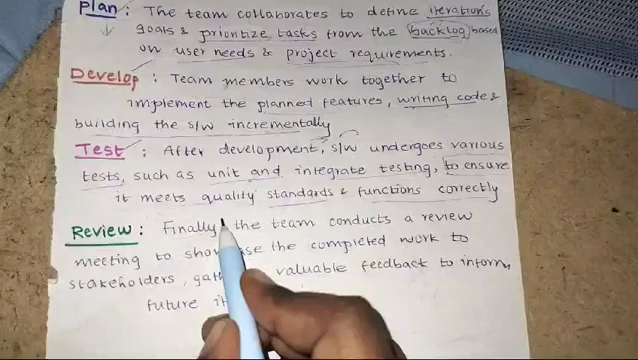 Plan : The team collaborates to define iteration's
goals & prioritize tasks from the backlog based
on user needs & project requirements.
Develop : Team members work together to
implement the planned features, writing code &
building the s/w incrementally
Test : After development, s/w undergoes various
tests, such as unit and integrate testing, to ensure
it meets quality standards & functions correctly
Review : Finally the team conducts a review
meeting to the completed work to
stakeholders, valuable feedback to inform
future